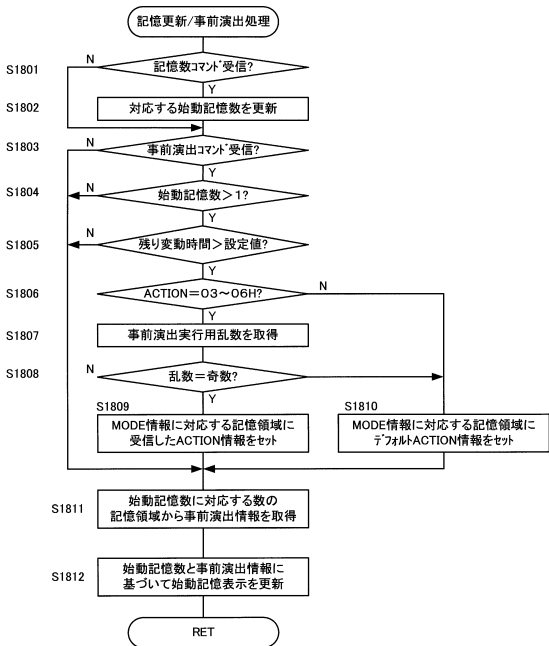 記憶更新/事前演出処理
S1801
N
記憶数コマンド受信?
Y
S1802
対応する始動記憶数を更新
S1803
N
事前演出コマンド受信?
Y
S1804
N
始動記憶数>1?
Y
S1805
N
残り変動時間>設定値?
Y
S1806
ACTION=03~06H?
N
Y
S1807
事前演出実行用乱数を取得
S1808
N
乱数=奇数?
Y
S1809
MODE情報に対応する記憶領域に
受信したACTION情報をセット
S1810
MODE情報に対応する記憶領域に
デフォルトACTION情報をセット
S1811
始動記憶数に対応する数の
記憶領域から事前演出情報を取得
S1812
始動記憶数と事前演出情報に
基づいて始動記憶表示を更新
RET